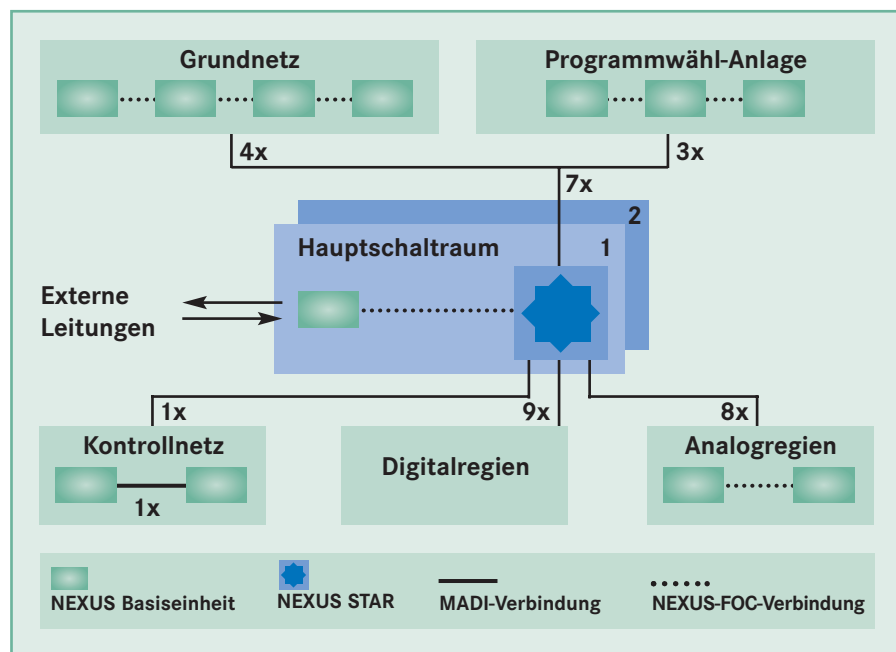 Grundnetz
Programmwähl-Anlage
4x
3x
7x
2
Hauptschaltraum
1
Externe
Leitungen
1x
9x
8x
Kontrollnetz
1x
Digitalregien
Analogregien
NEXUS Basiseinheit
NEXUS STAR
MADI-Verbindung
NEXUS-FOC-Verbindung